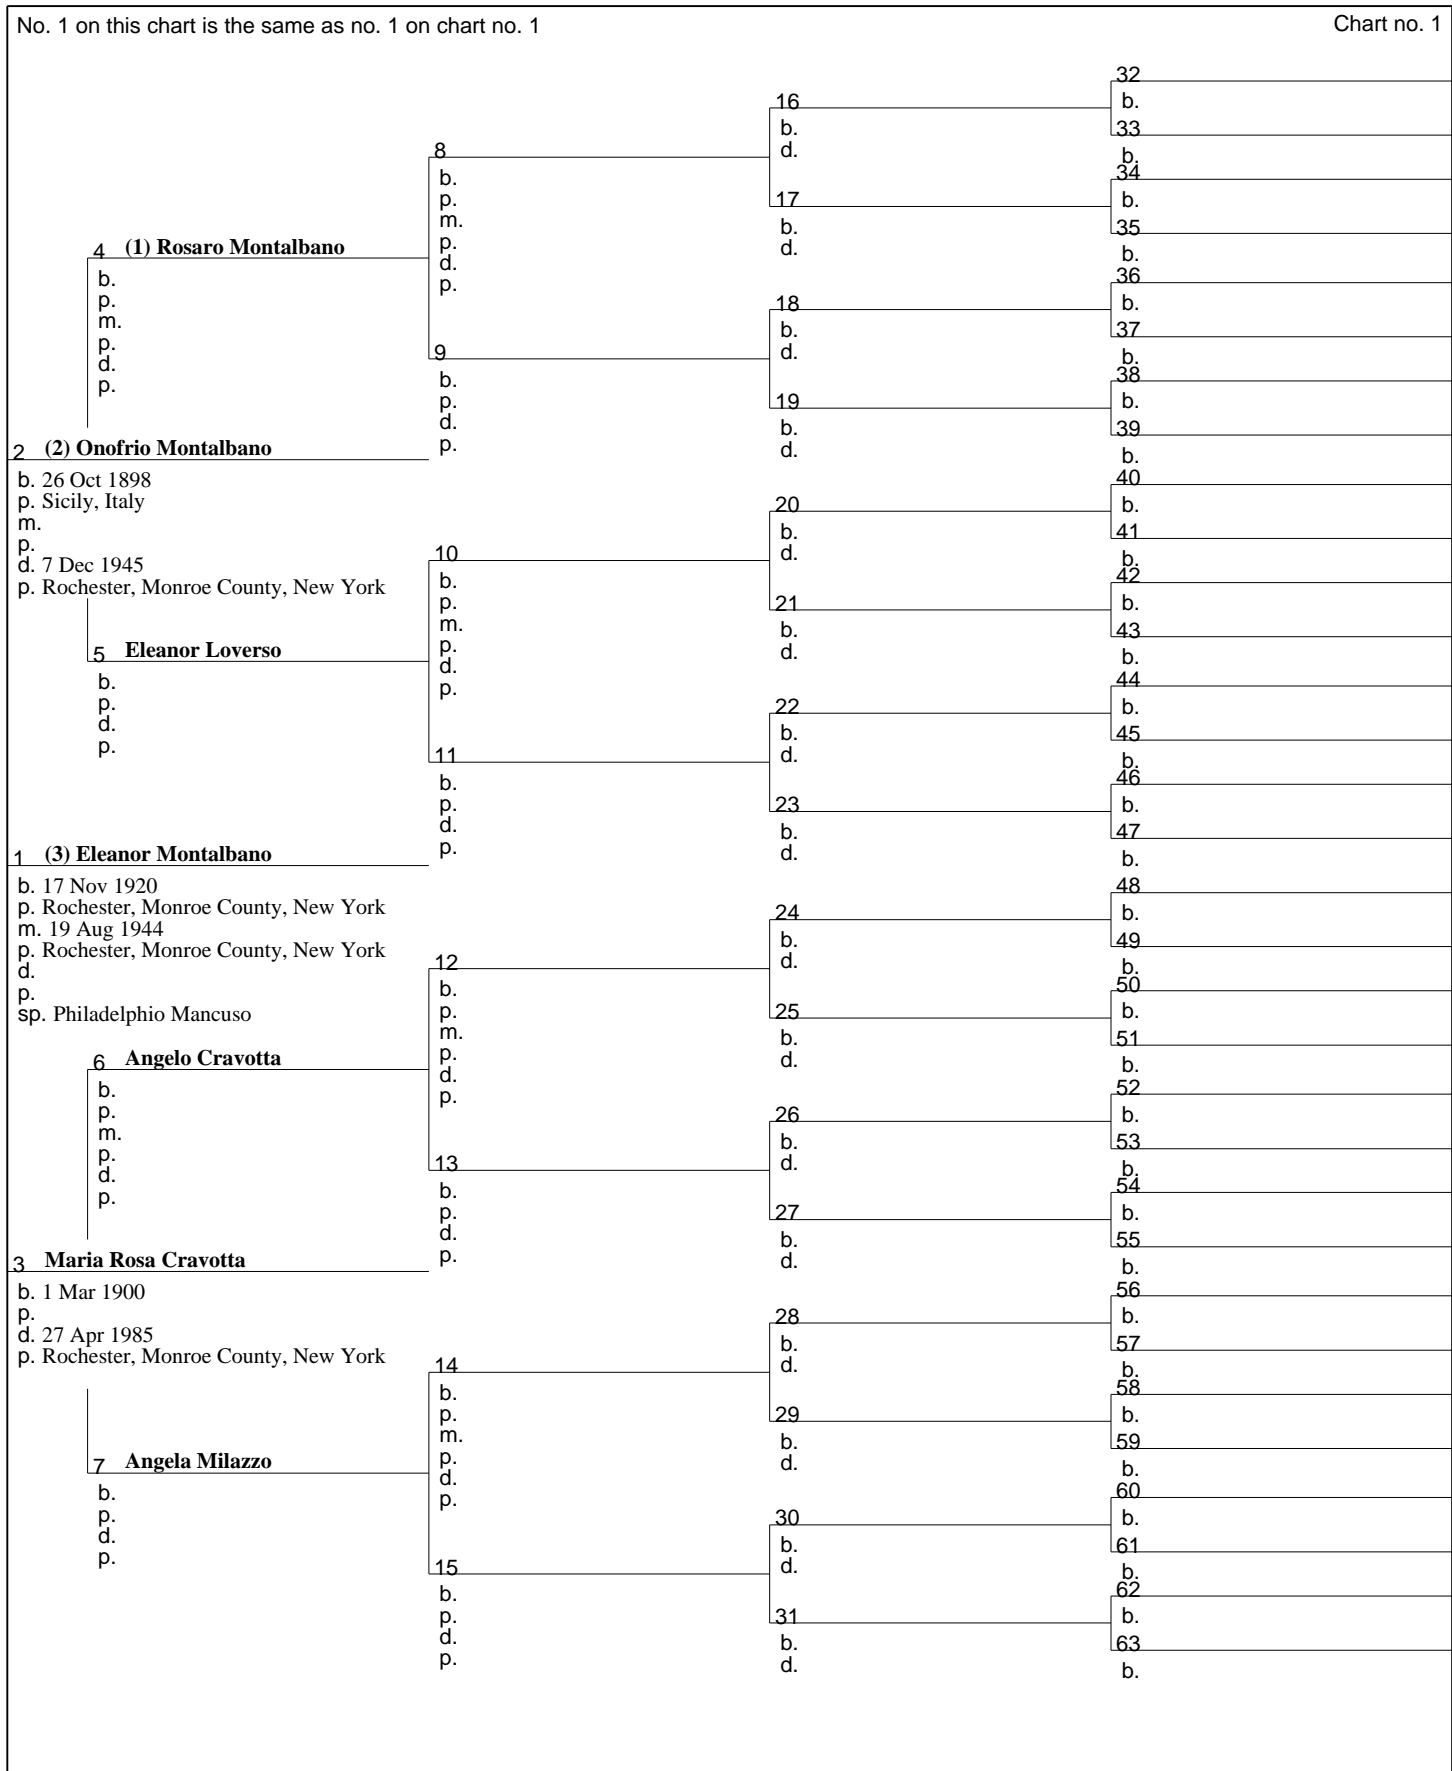 No. 1 on this chart is the same as no. 1 on chart no. 1
Chart no. 1
2 (2) Onofrio Montalbano
b. 26 Oct 1898
p. Sicily, Italy
m.
p.
d. 7 Dec 1945
p. Rochester, Monroe County, New York
1 (3) Eleanor Montalbano
b. 17 Nov 1920
p. Rochester, Monroe County, New York
m. 19 Aug 1944
p. Rochester, Monroe County, New York
d.
p.
sp. Philadelphio Mancuso
3 Maria Rosa Cravotta
b. 1 Mar 1900
p.
d. 27 Apr 1985
p. Rochester, Monroe County, New York
4 (1) Rosaro Montalbano
b.
p.
m.
p.
d.
p.
5 Eleanor Loverso
b.
p.
d.
p.
6 Angelo Cravotta
b.
p.
m.
p.
d.
p.
7 Angela Milazzo
b.
p.
d.
p.
8
b.
p.
m.
p.
d.
p.
9
b.
p.
d.
p.
10
b.
p.
m.
p.
d.
p.
11
b.
p.
d.
p.
12
b.
p.
m.
p.
d.
p.
13
b.
p.
d.
p.
14
b.
p.
m.
p.
d.
p.
15
b.
p.
d.
p.
16
b.
d.
17
b.
d.
18
b.
d.
19
b.
d.
20
b.
d.
21
b.
d.
22
b.
d.
23
b.
d.
24
b.
d.
25
b.
d.
26
b.
d.
27
b.
d.
28
b.
d.
29
b.
d.
30
b.
d.
31
b.
d.
32
b.
33
b.
34
b.
35
b.
36
b.
37
b.
38
b.
39
b.
40
b.
41
b.
42
b.
43
b.
44
b.
45
b.
46
b.
47
b.
48
b.
49
b.
50
b.
51
b.
52
b.
53
b.
54
b.
55
b.
56
b.
57
b.
58
b.
59
b.
60
b.
61
b.
62
b.
63
b.